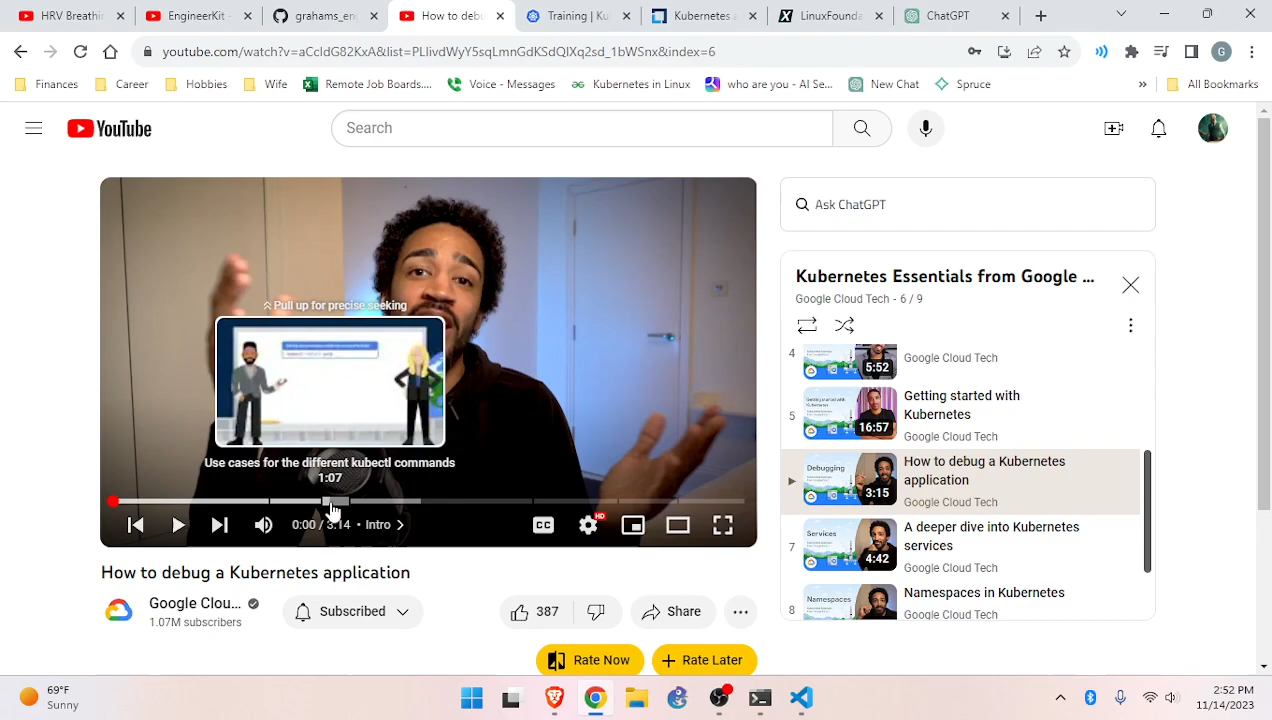 HRV Breathi
EngineerKit -
grahams_eng
How to debu
Training | Ku
Kubernetes a
LinuxFounda
ChatGPT
youtube.com/watch?v=aCcIdG82KxA&list=PLIivdWyY5sqLmnGdKSdQIXq2sd_1bWSnx&index=6
G
Finances
Career
Hobbies
Wife
Remote Job Boards....
Voice - Messages
Kubernetes in Linux
who are you - AI Se...
New Chat
Spruce
»
All Bookmarks
YouTube
Search
Ask ChatGPT
Kubernetes Essentials from Google ...
Google Cloud Tech - 6 / 9
4
5:52
Google Cloud Tech
5
Getting started with
Kubernetes
16:57
Google Cloud Tech
Debugging
3:15
How to debug a Kubernetes
application
Google Cloud Tech
7
Services
4:42
A deeper dive into Kubernetes
services
Google Cloud Tech
8
Namespaces
Namespaces in Kubernetes
Google Cloud Tech
Pull up for precise seeking
Use cases for the different kubectl commands
1:07
0:00 / 3:14 • Intro
CC
HD
How to debug a Kubernetes application
Google Clou...
1.07M subscribers
Subscribed
387
Share
Rate Now
Rate Later
69°F
Sunny
2:52 PM
11/14/2023